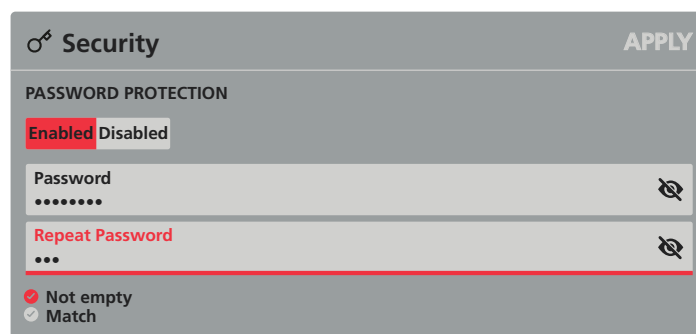 Security
APPLY
PASSWORD PROTECTION
Enabled Disabled
Password
••••••••
Repeat Password
•••
Not empty
Match